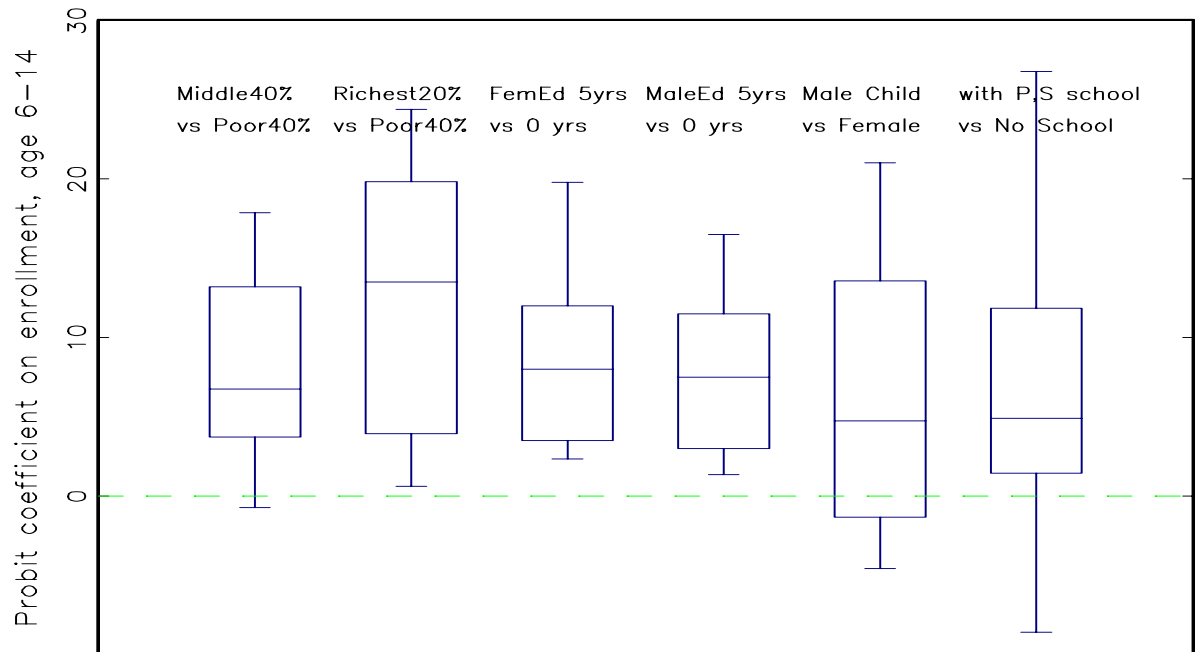 Probit coefficient on enrollment, age 6-14
30
20
10
0
Middle40%
vs Poor40%
Richest20%
vs Poor40%
FemEd 5yrs
vs 0 yrs
MaleEd 5yrs
vs 0 yrs
Male Child
vs Female
with P,S school
vs No School